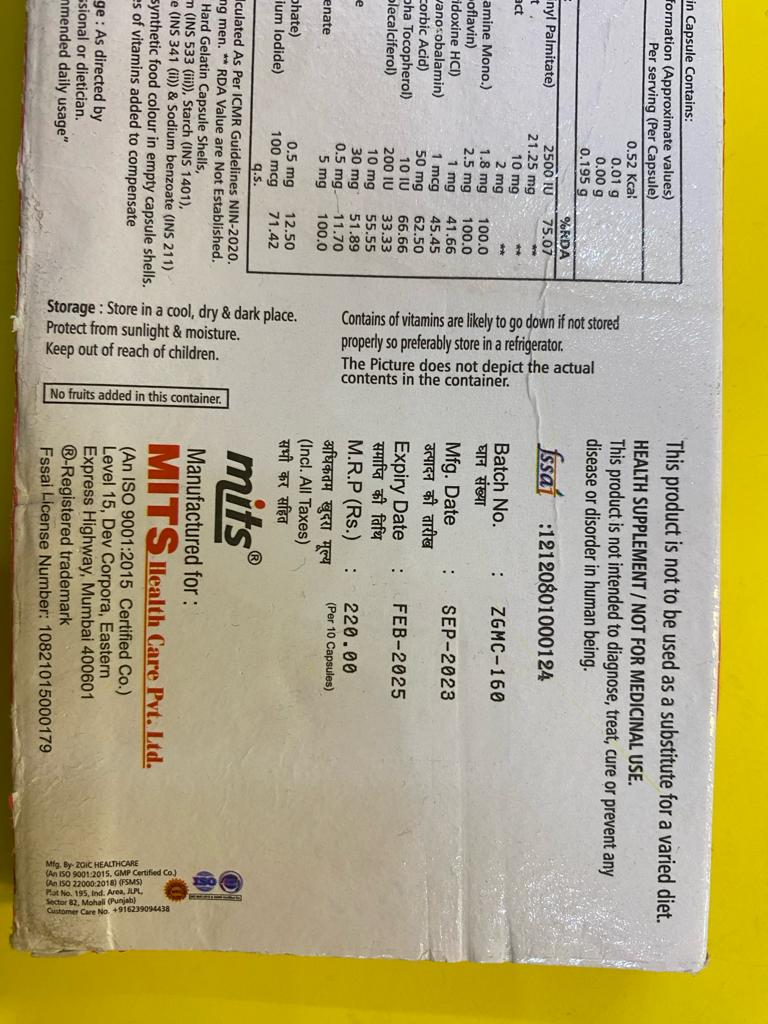 in Capsule Contains:
formation (Approximate values)
Per serving (Per Capsule)
0.52 Kcal
0.01 g
0.00 g
0.195 g
%RDA
inyl Palmitate) 2500 IU 75.07
t . 21.25 mg **
act 10 mg **
2 mg **
amine Mono.) 1.8 mg 100.0
oflavin) 2.5 mg 100.0
idoxine HCl) 1 mg 41.66
yanocobalamin) 1 mcg 45.45
corbic Acid) 50 mg 62.50
pha Tocopherol) 10 IU 66.66
olecalciferol) 200 IU 33.33
10 mg 55.55
e 30 mg 51.89
0.5 mg 11.70
enate 5 mg 100.0
phate) 0.5 mg 12.50
ium Iodide) 100 mcg 71.42
q.s.
lculated As Per ICMR Guidelines NIN-2020.
ng men. ** RDA Value are Not Established.
Hard Gelatin Capsule Shells,
m (INS 533 (iii)), Starch (INS 1401),
e (INS 341 (ii)) & Sodium benzoate (INS 211)
synthetic food colour in empty capsule shells.
es of vitamins added to compensate
ge : As directed by
ssional or dietician.
mmended daily usage"
Storage : Store in a cool, dry & dark place.
Protect from sunlight & moisture.
Keep out of reach of children.
Contains of vitamins are likely to go down if not stored
properly so preferably store in a refrigerator.
The Picture does not depict the actual
contents in the container.
No fruits added in this container.
This product is not to be used as a substitute for a varied diet.
HEALTH SUPPLEMENT / NOT FOR MEDICINAL USE.
This product is not intended to diagnose, treat, cure or prevent any
disease or disorder in human being.
fssai :12120801000124
Batch No. : ZGMC-160
घान संख्या
Mfg. Date : SEP-2023
उत्पादन की तारीख
Expiry Date : FEB-2025
समाप्ति की तिथि
M.R.P (Rs.) : 220.00
अधिकतम खुदरा मूल्य (Per 10 Capsules)
(Incl. All Taxes)
सभी कर सहित
mits®
Manufactured for :
MITS Health Care Pvt. Ltd.
(An ISO 9001:2015 Certified Co.)
Level 15, Dev Corpora, Eastern
Express Highway, Mumbai 400601
®-Registered trademark
Fssai License Number: 10821015000179
ISO
Mfg. By- ZOIC HEALTHCARE
(An ISO 9001:2015, GMP Certified Co.)
(An ISO 22000:2018) (FSMS)
Plat No. 195, Ind. Area, JLPL,
Sector 82, Mohali (Punjab)
Customer Care No. +916239094438